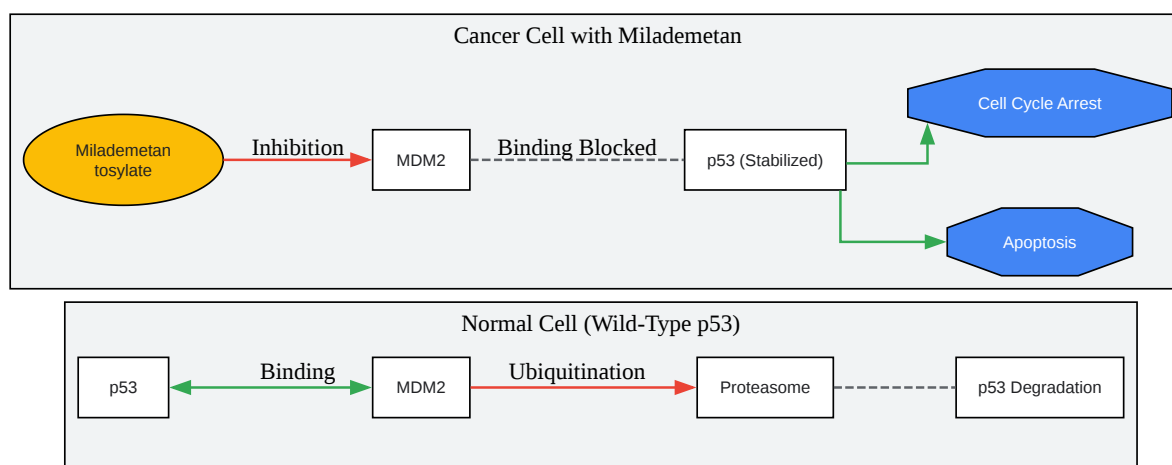 Cancer Cell with Milademetan
Milademetan
tosylate
Inhibition
MDM2
Binding Blocked
p53 (Stabilized)
Cell Cycle Arrest
Apoptosis
Normal Cell (Wild-Type p53)
p53
Binding
MDM2
Ubiquitination
Proteasome
p53 Degradation